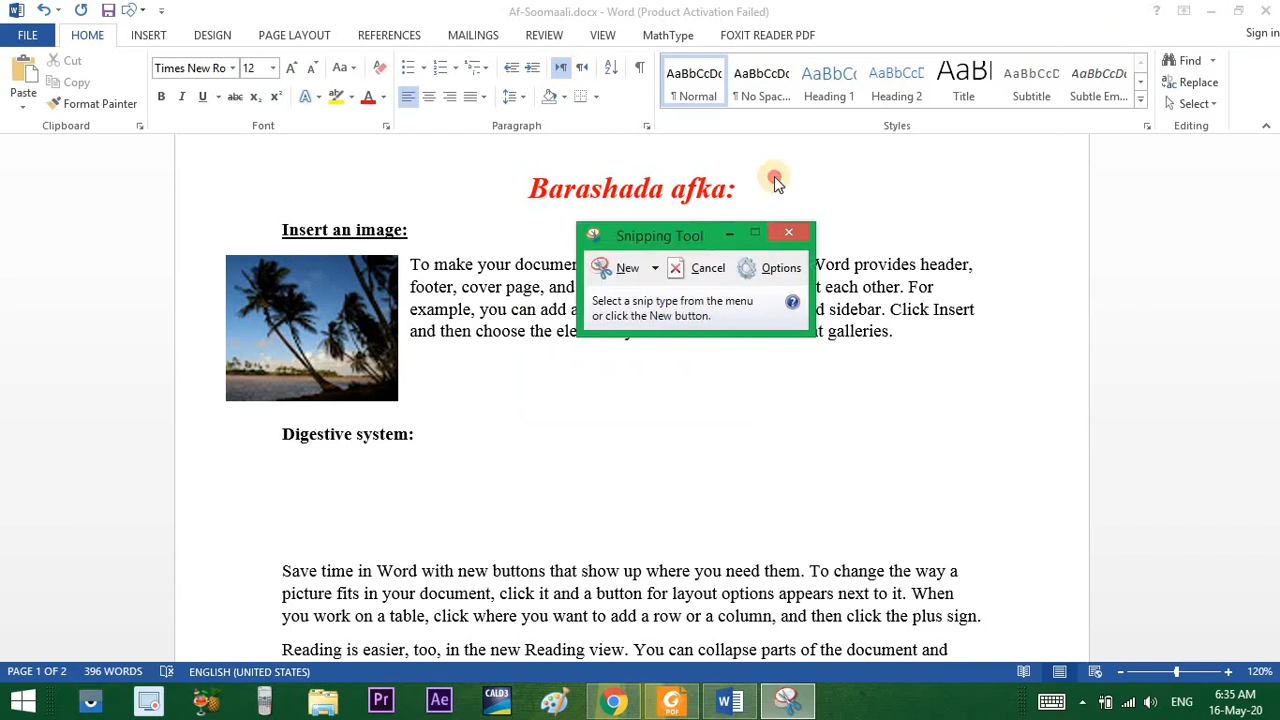 Af-Soomaali.docx - Word (Product Activation Failed)
FILE HOME INSERT DESIGN PAGE LAYOUT REFERENCES MAILINGS REVIEW VIEW MathType FOXIT READER PDF Sign in
Paste
Cut
Copy
Format Painter
Clipboard
Times New Ro 12
Font
Paragraph
AaBbCcDc AaBbCcDc AaBbC AaBbCcD AaBl AaBbCcD AaBbCcD
¶ Normal ¶ No Spac... Heading 1 Heading 2 Title Subtitle Subtle Em...
Styles
Find
Replace
Select
Editing
Barashada afka:
Insert an image:
To make your documen
Word provides header,
footer, cover page, and
t each other. For
example, you can add a
d sidebar. Click Insert
and then choose the ele
t galleries.
Snipping Tool
New Cancel Options
Select a snip type from the menu
or click the New button.
Digestive system:
Save time in Word with new buttons that show up where you need them. To change the way a
picture fits in your document, click it and a button for layout options appears next to it. When
you work on a table, click where you want to add a row or a column, and then click the plus sign.
Reading is easier, too, in the new Reading view. You can collapse parts of the document and
PAGE 1 OF 2 396 WORDS ENGLISH (UNITED STATES) 120%
Pr Ae CALD3 PDF ENG
6:35 AM
16-May-20